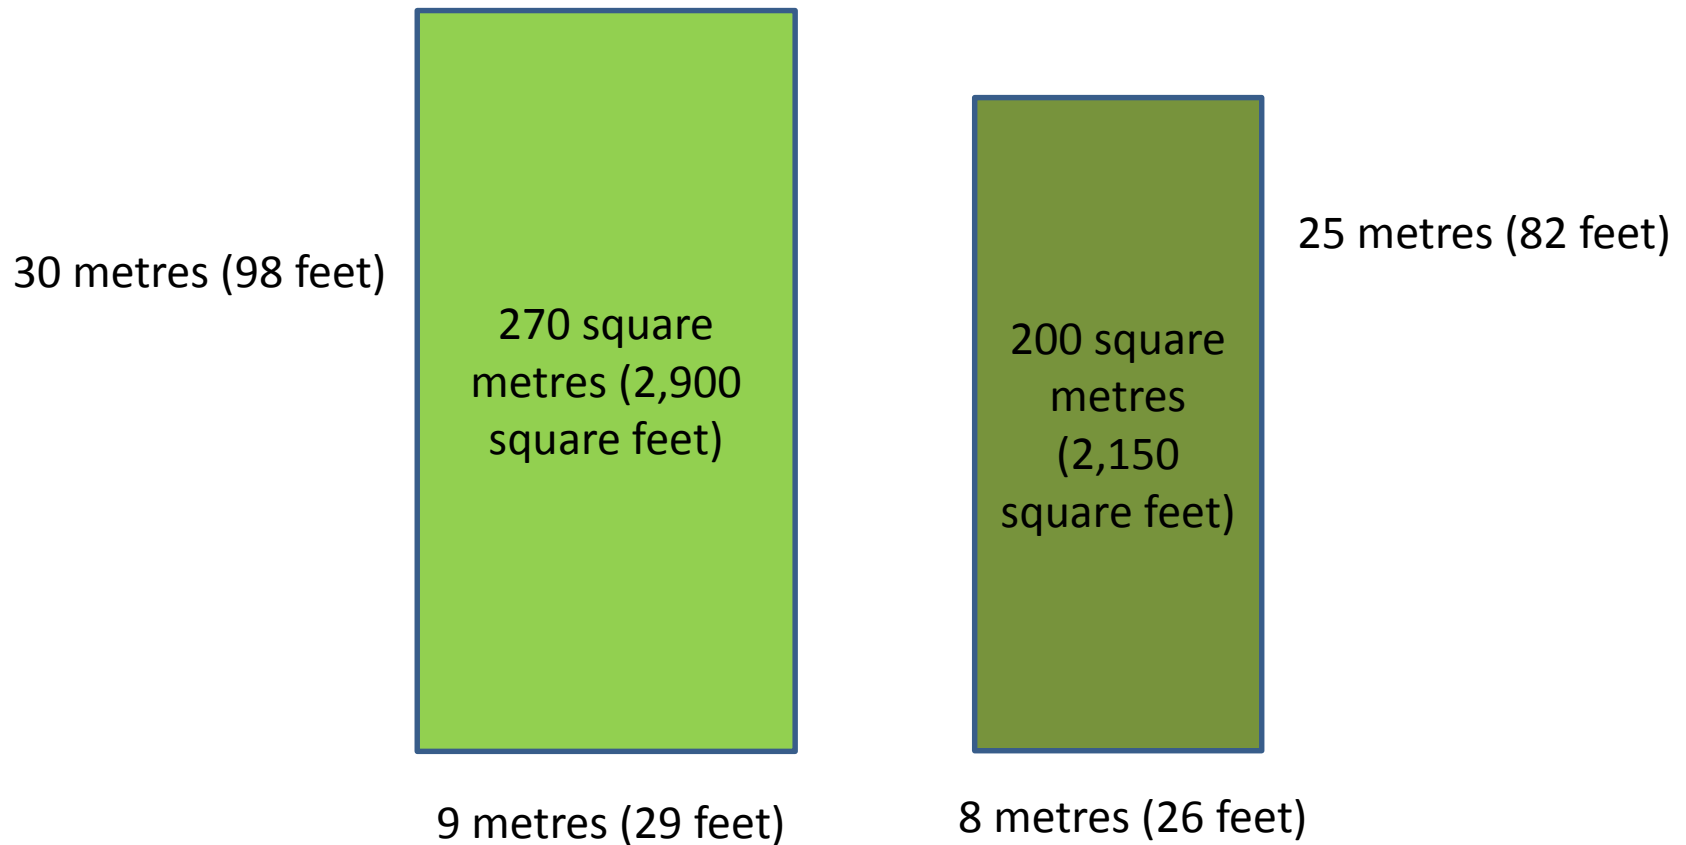 30 metres (98 feet)
270 square
metres (2,900
square feet)
9 metres (29 feet)
200 square
metres
(2,150
square feet)
25 metres (82 feet)
8 metres (26 feet)